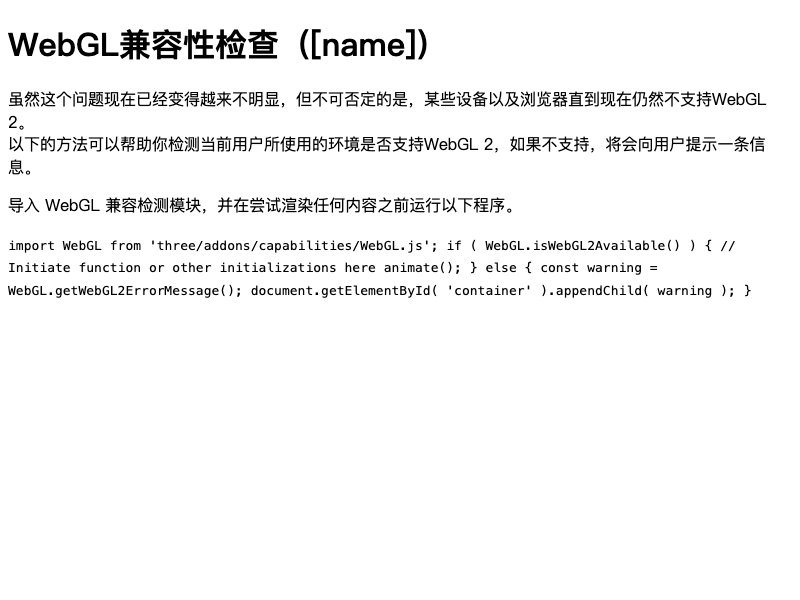 WebGL兼容性检查（[name]）
虽然这个问题现在已经变得越来不明显，但不可否定的是，某些设备以及浏览器直到现在仍然不支持WebGL
2。
以下的方法可以帮助你检测当前用户所使用的环境是否支持WebGL 2，如果不支持，将会向用户提示一条信
息。
导入 WebGL 兼容检测模块，并在尝试渲染任何内容之前运行以下程序。
import WebGL from 'three/addons/capabilities/WebGL.js'; if ( WebGL.isWebGL2Available() ) { //
Initiate function or other initializations here animate(); } else { const warning =
WebGL.getWebGL2ErrorMessage(); document.getElementById( 'container' ).appendChild( warning ); }